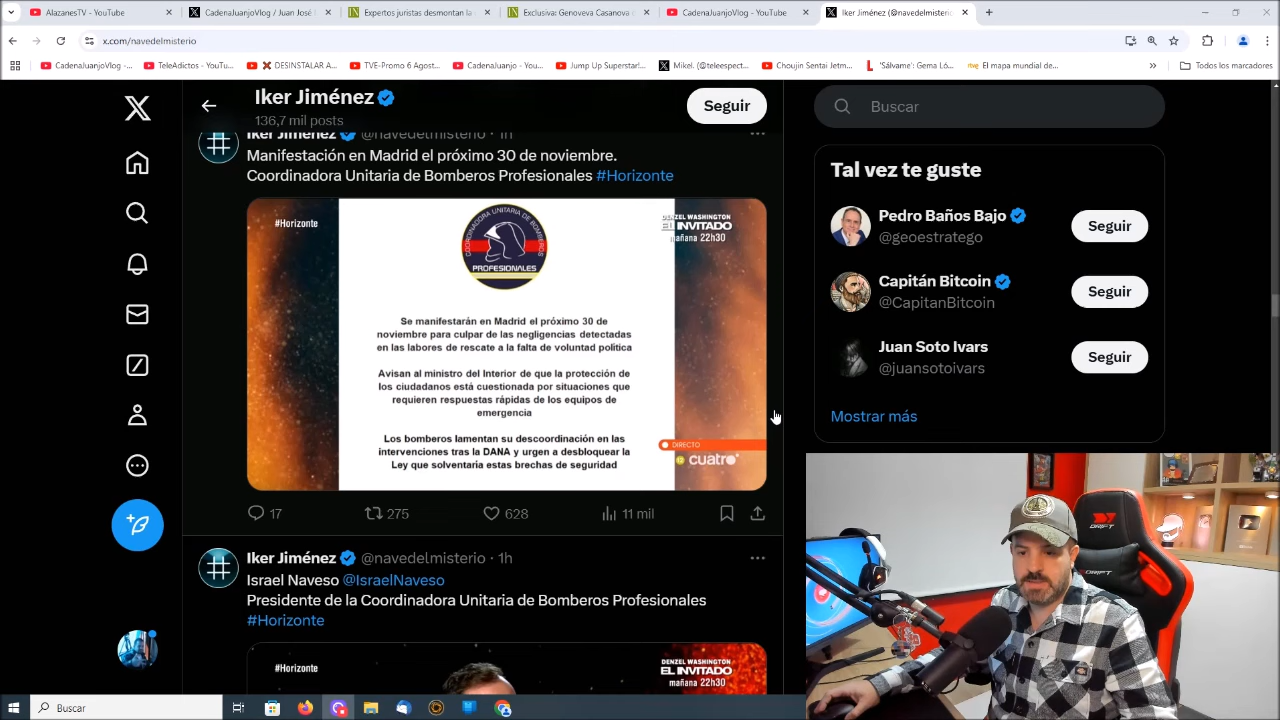 AlazanesTV - YouTube
CadenaJuanjoVlog / Juan J
Expertos juristas desmontan la
Exclusiva: Genoveva Casanova c
CadenaJuanjoVlog - YouTube
Iker Jiménez (@navedelmisterio
x.com/navedelmisterio
CadenaJuanjoVlog -...
TeleAdictos - YouTu...
DESINSTALAR A...
TVE-Promo 6 Agost...
CadenaJuanjo - You...
Jump Up Superstar!...
Mikel. (@teleespect...
Choujin Sentai Jetm...
'Sálvame': Gema Ló...
rtve El mapa mundial de...
Todos los marcadores
Iker Jiménez
136,7 mil posts
Seguir
Iker Jiménez @navedelmisterio · 1h
Manifestación en Madrid el próximo 30 de noviembre.
Coordinadora Unitaria de Bomberos Profesionales #Horizonte
#Horizonte
COORDINADORA UNITARIA DE BOMBEROS
PROFESIONALES
DENZEL WASHINGTON
EL INVITADO
mañana 22h30
Se manifestarán en Madrid el próximo 30 de
noviembre para culpar de las negligencias detectadas
en las labores de rescate a la falta de voluntad política
Avisan al ministro del Interior de que la protección de
los ciudadanos está cuestionada por situaciones que
requieren respuestas rápidas de los equipos de
emergencia
Los bomberos lamentan su descoordinación en las
intervenciones tras la DANA y urgen a desbloquear la
Ley que solventaria estas brechas de seguridad
DIRECTO
cuatro
17
275
628
11 mil
Iker Jiménez @navedelmisterio · 1h
Israel Naveso @IsraelNaveso
Presidente de la Coordinadora Unitaria de Bomberos Profesionales
#Horizonte
#Horizonte
DENZEL WASHINGTON
EL INVITADO
mañana 22h30
Buscar
Tal vez te guste
Pedro Baños Bajo
@geoestratego
Seguir
Capitán Bitcoin
@CapitanBitcoin
Seguir
Juan Soto Ivars
@juansotoivars
Seguir
Mostrar más
DRIFT
DRIFT
Buscar